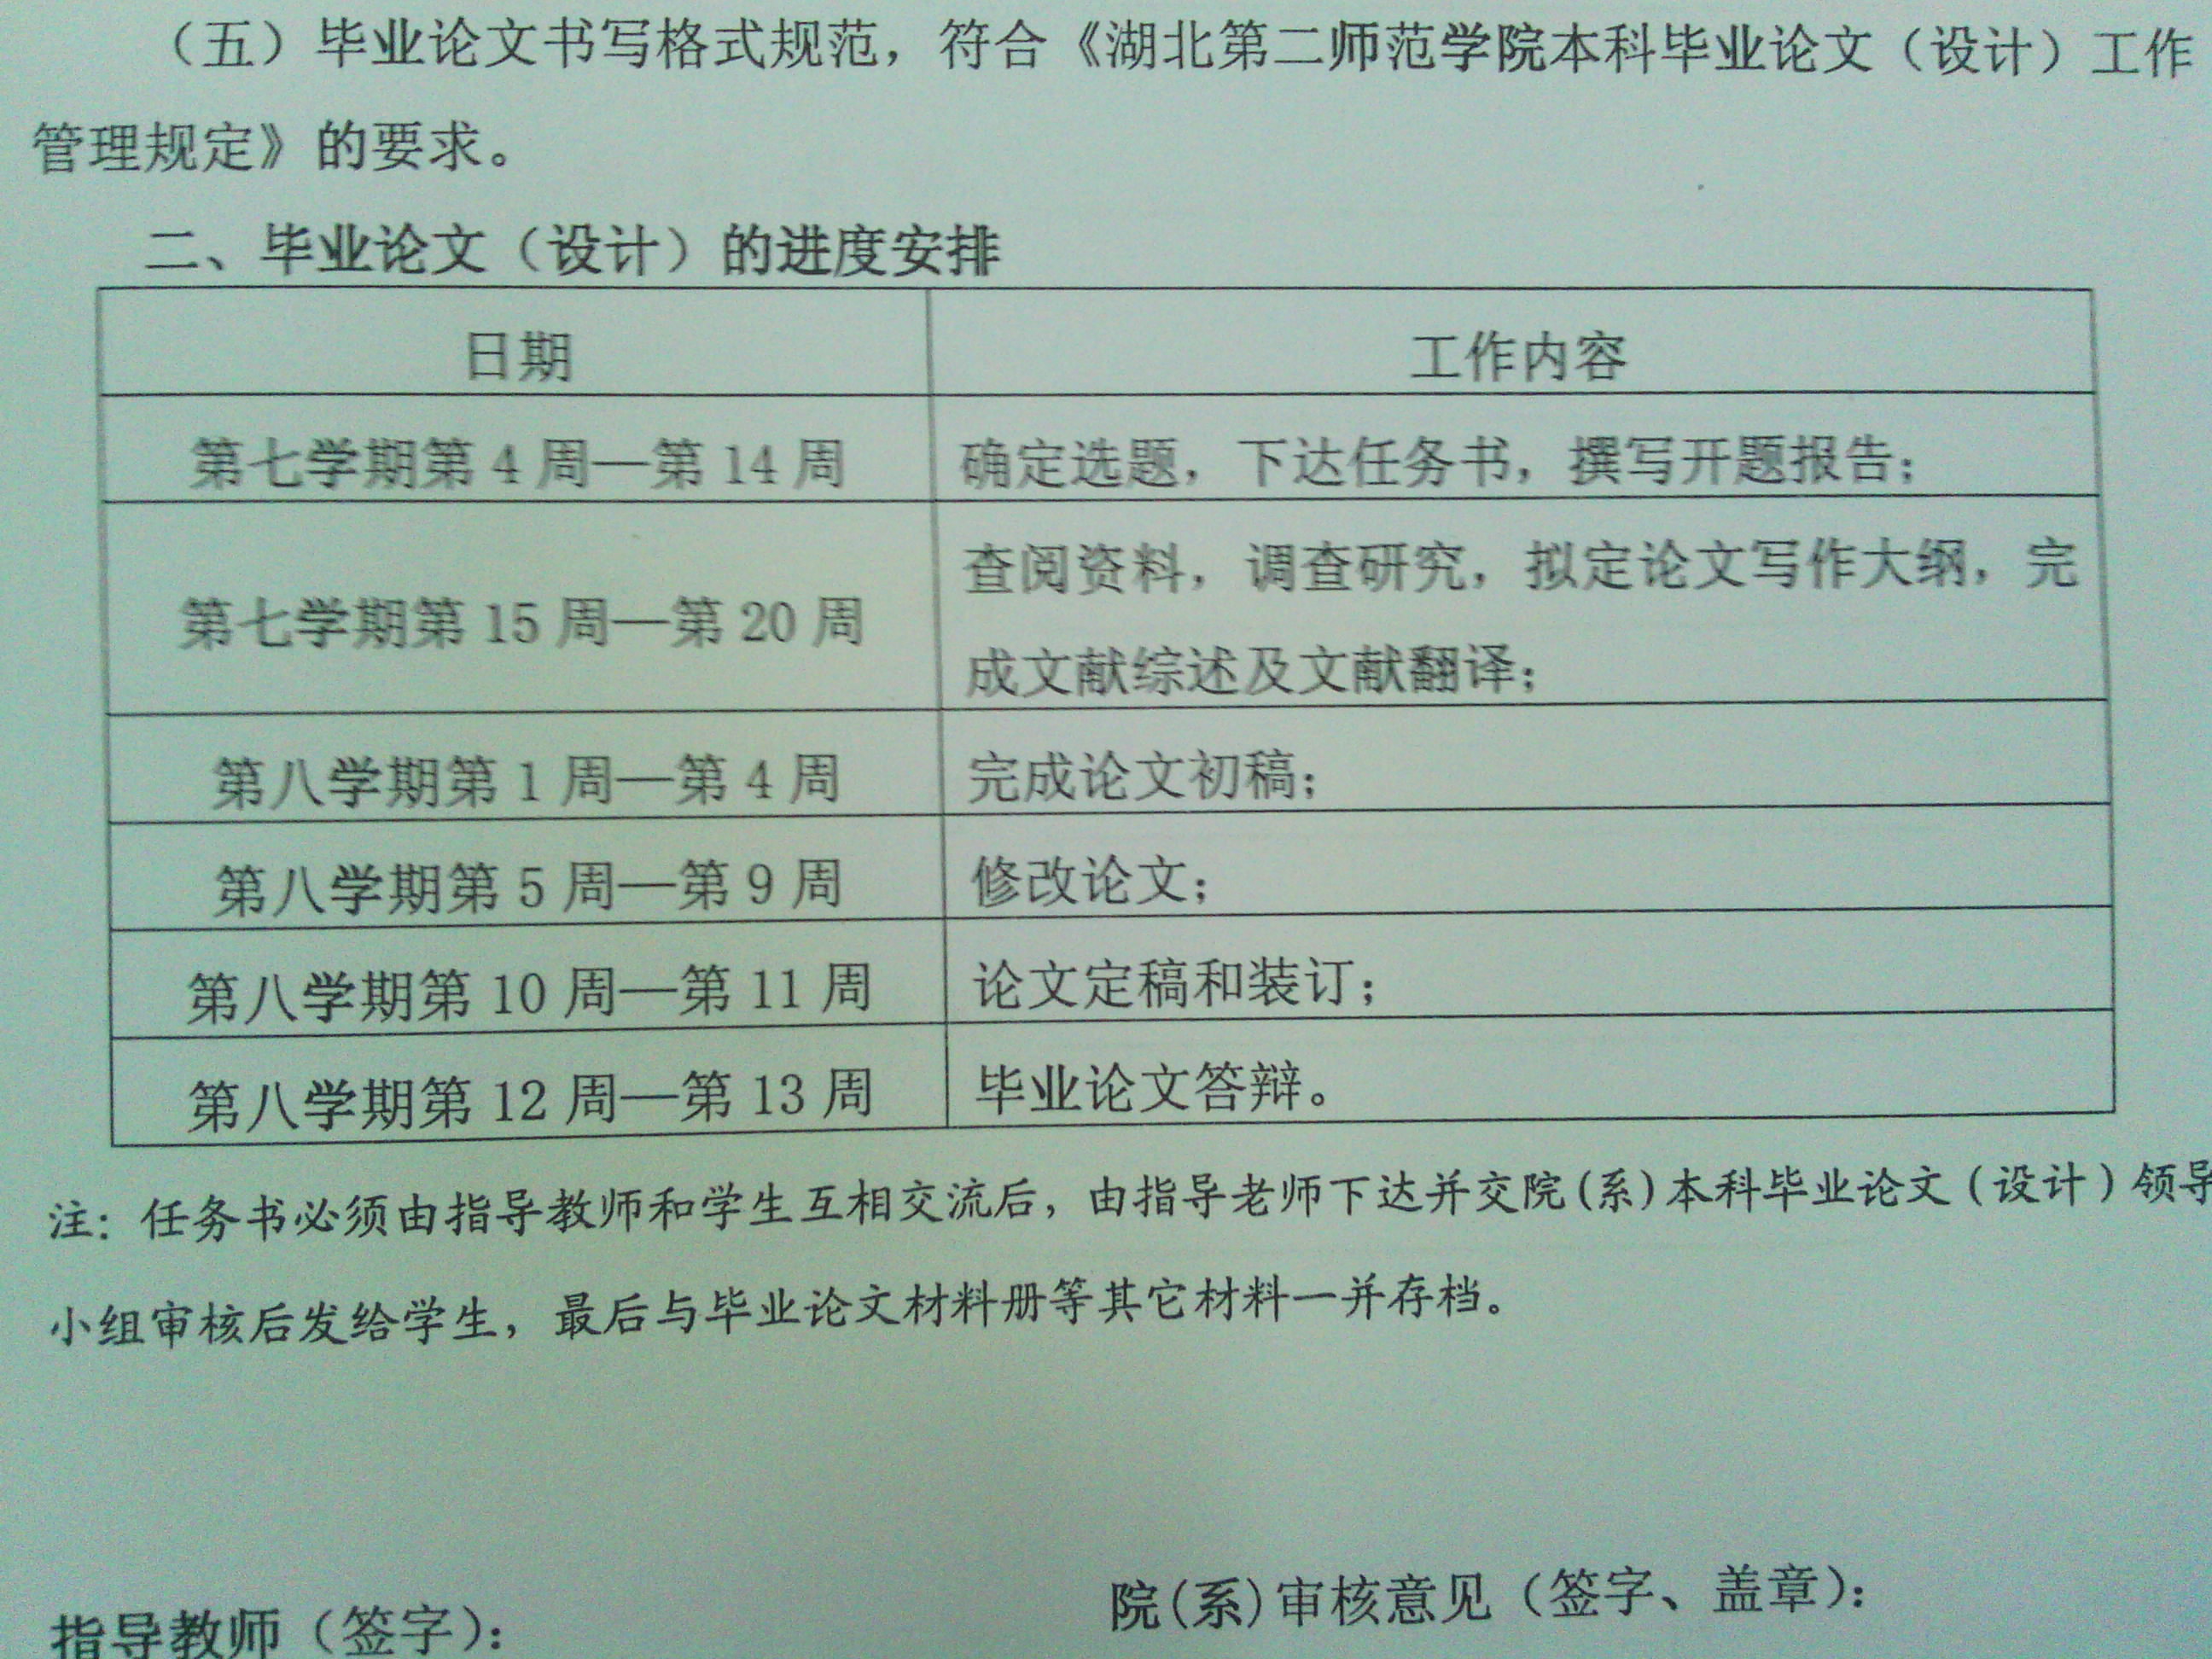 （五）毕业论文书写格式规范，符合《湖北第二师范学院本科毕业论文（设计）工作
管理规定》的要求。
二、毕业论文（设计）的进度安排
日期 工作内容
第七学期第 4 周—第 14 周 确定选题，下达任务书，撰写开题报告；
第七学期第 15 周—第 20 周 查阅资料，调查研究，拟定论文写作大纲，完
成文献综述及文献翻译；
第八学期第 1 周—第 4 周 完成论文初稿；
第八学期第 5 周—第 9 周 修改论文；
第八学期第 10 周—第 11 周 论文定稿和装订；
第八学期第 12 周—第 13 周 毕业论文答辩。
注：任务书必须由指导教师和学生互相交流后，由指导老师下达并交院(系)本科毕业论文（设计）领导
小组审核后发给学生，最后与毕业论文材料册等其它材料一并存档。
指导教师（签字）： 院(系)审核意见（签字、盖章）：